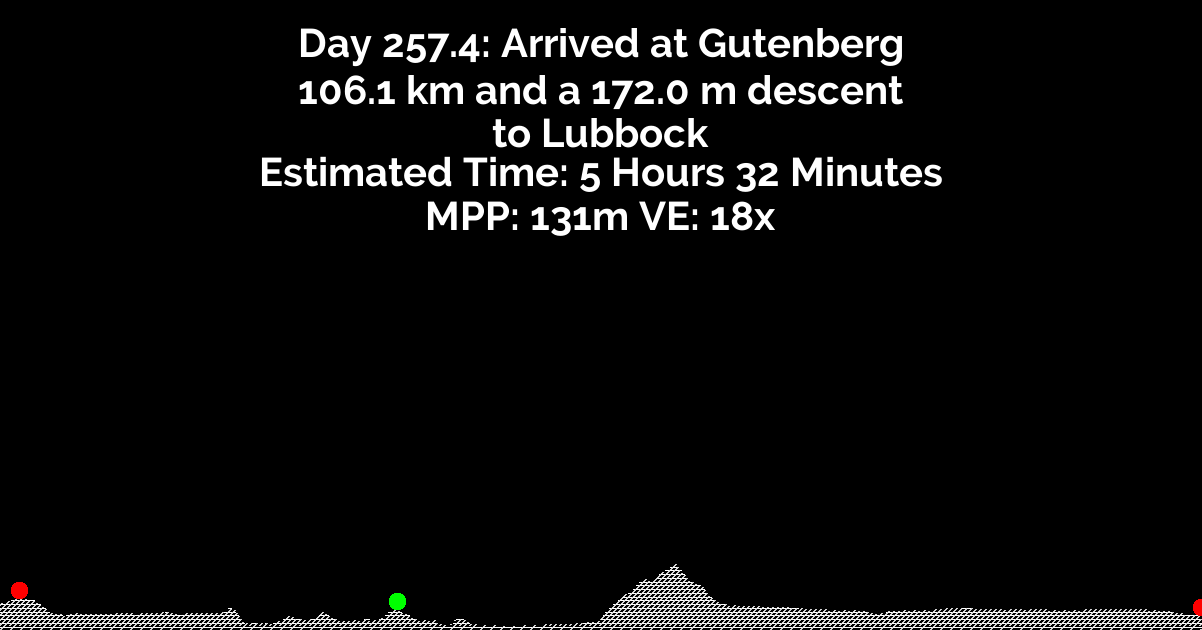 Day 257.4: Arrived at Gutenberg
106.1 km and a 172.0 m descent
to Lubbock
Estimated Time: 5 Hours 32 Minutes
MPP: 131m VE: 18x